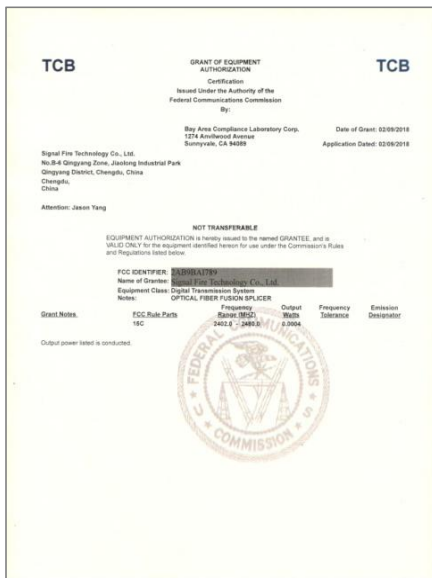 TCB
GRANT OF EQUIPMENT
AUTHORIZATION
TCB
Certification
Issued Under the Authority of the
Federal Communications Commission
By:
Bay Area Compliance Laboratory Corp.
1274 Anvilwood Avenue
Sunnyvale, CA 94089
Date of Grant: 02/09/2018
Application Dated: 02/09/2018
Signal Fire Technology Co., Ltd.
No.B-6 Qingyang Zone, Jiaolong Industrial Park
Qingyang District, Chengdu, China
Chengdu,
China
Attention: Jason Yang
NOT TRANSFERABLE
EQUIPMENT AUTHORIZATION is hereby issued to the named GRANTEE, and is
VALID ONLY for the equipment identified hereon for use under the Commission's Rules
and Regulations listed below.
FCC IDENTIFIER: 2AB9BAI789
Name of Grantee: Signal Fire Technology Co., Ltd.
Equipment Class: Digital Transmission System
Notes: OPTICAL FIBER FUSION SPLICER
Grant Notes FCC Rule Parts Frequency Range (MHZ) Output Watts Frequency Tolerance Emission Designator
15C 2402.0 - 2480.0 0.0004
Output power listed is conducted.
FEDERAL COMMUNICATIONS
COMMISSION
U S